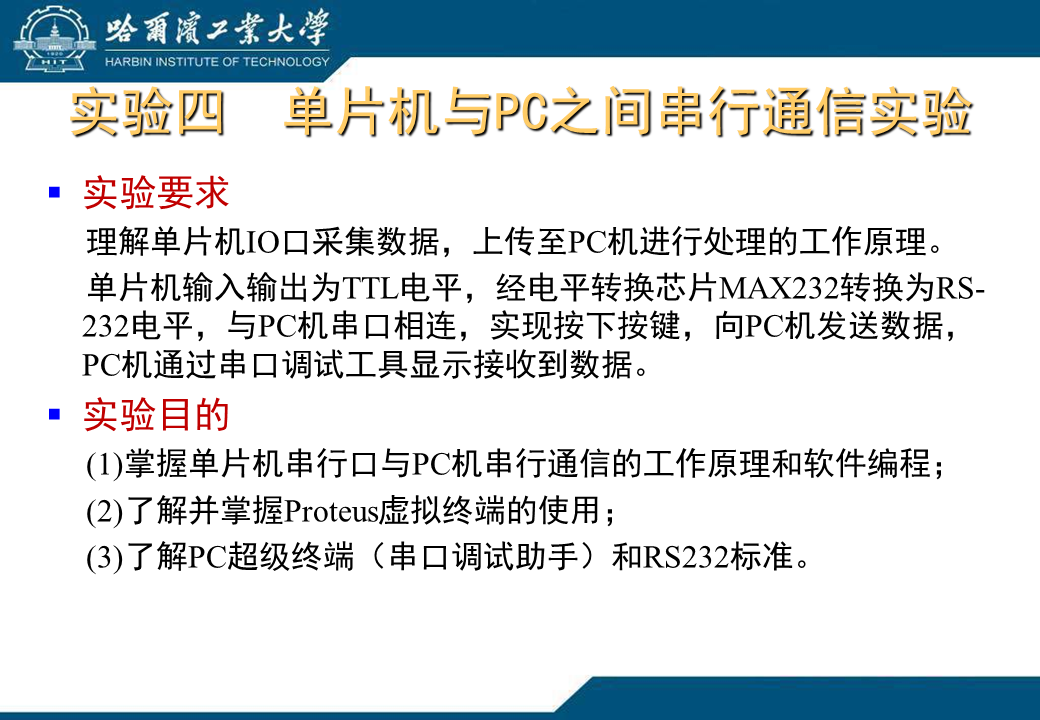 哈爾濱工業大學
HARBIN INSTITUTE OF TECHNOLOGY
1920
HIT
实验四 单片机与PC之间串行通信实验
实验要求
理解单片机IO口采集数据，上传至PC机进行处理的工作原理。
单片机输入输出为TTL电平，经电平转换芯片MAX232转换为RS-
232电平，与PC机串口相连，实现按下按键，向PC机发送数据，
PC机通过串口调试工具显示接收到数据。
实验目的
(1)掌握单片机串行口与PC机串行通信的工作原理和软件编程；
(2)了解并掌握Proteus虚拟终端的使用；
(3)了解PC超级终端（串口调试助手）和RS232标准。